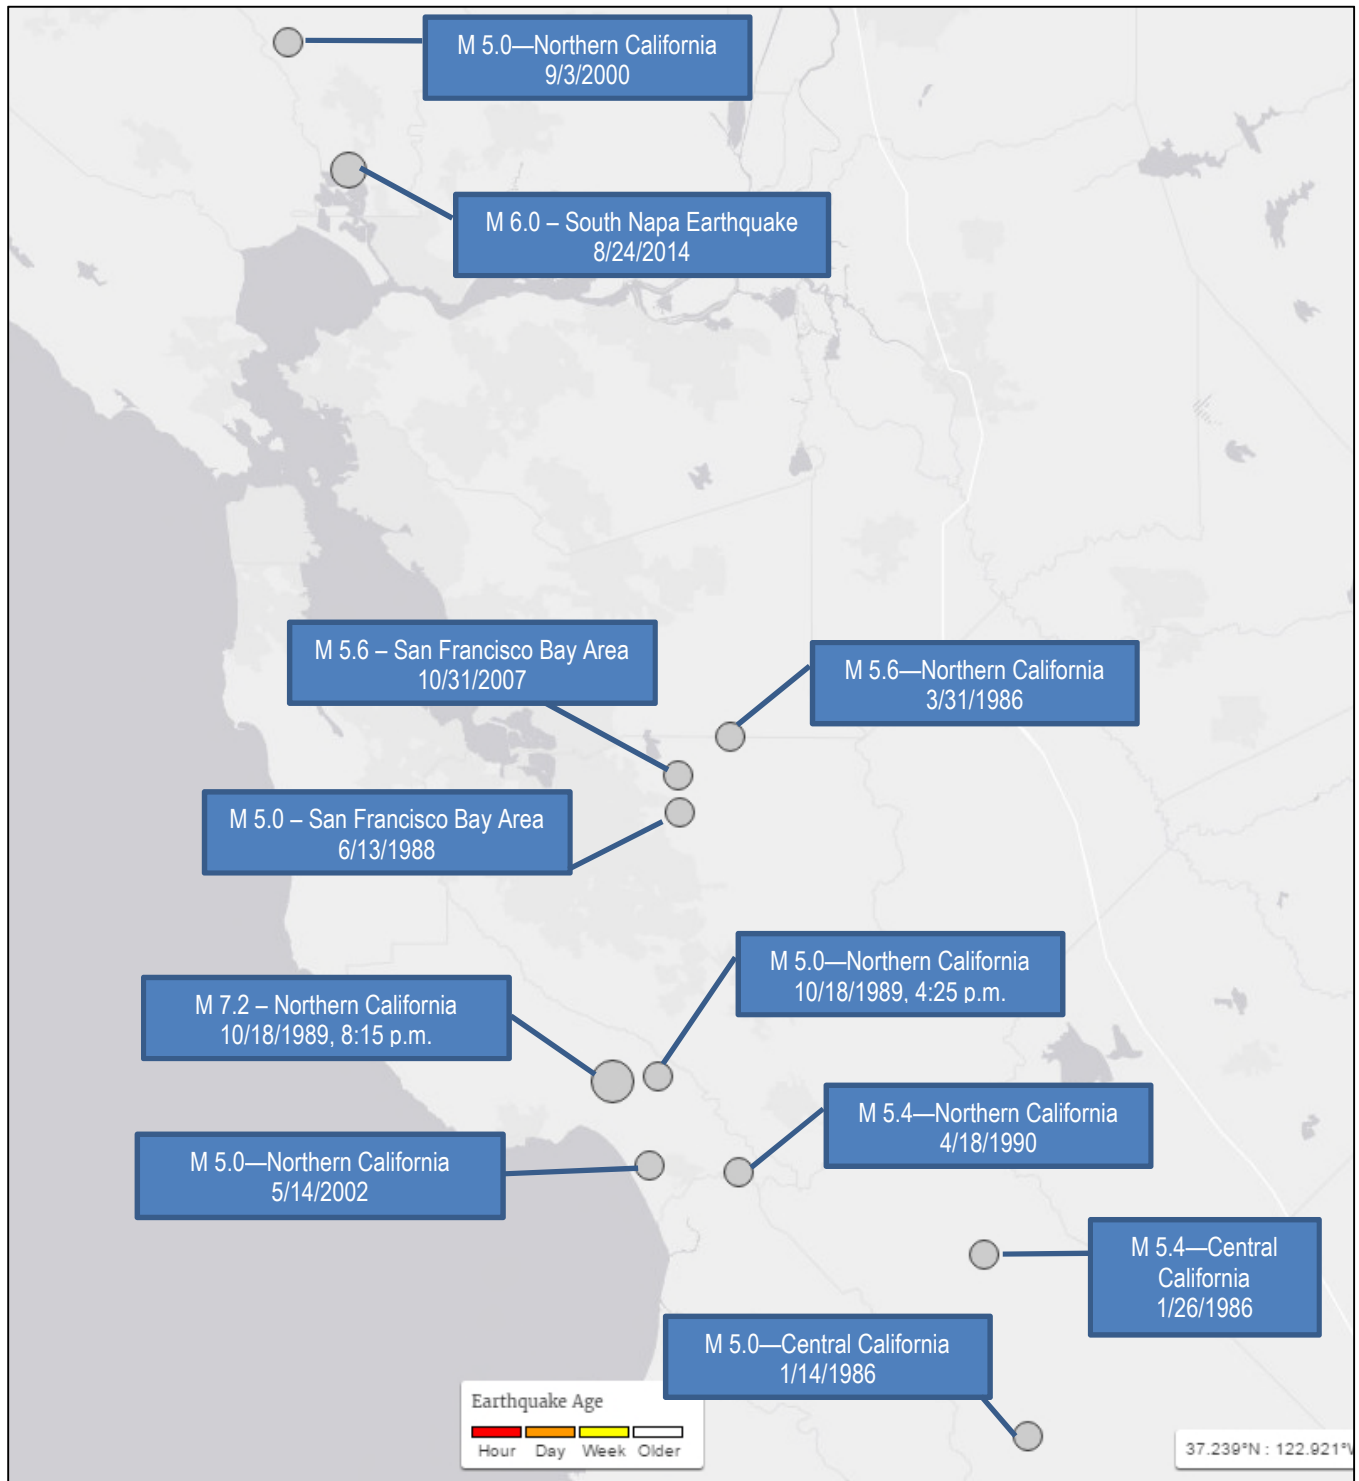 M 5.0—Northern California
9/3/2000
M 6.0 – South Napa Earthquake
8/24/2014
M 5.6 – San Francisco Bay Area
10/31/2007
M 5.6—Northern California
3/31/1986
M 5.0 – San Francisco Bay Area
6/13/1988
M 5.0—Northern California
10/18/1989, 4:25 p.m.
M 7.2 – Northern California
10/18/1989, 8:15 p.m.
M 5.4—Northern California
4/18/1990
M 5.0—Northern California
5/14/2002
M 5.4—Central
California
1/26/1986
M 5.0—Central California
1/14/1986
Earthquake Age
Hour Day Week Older
37.239°N : 122.921°W